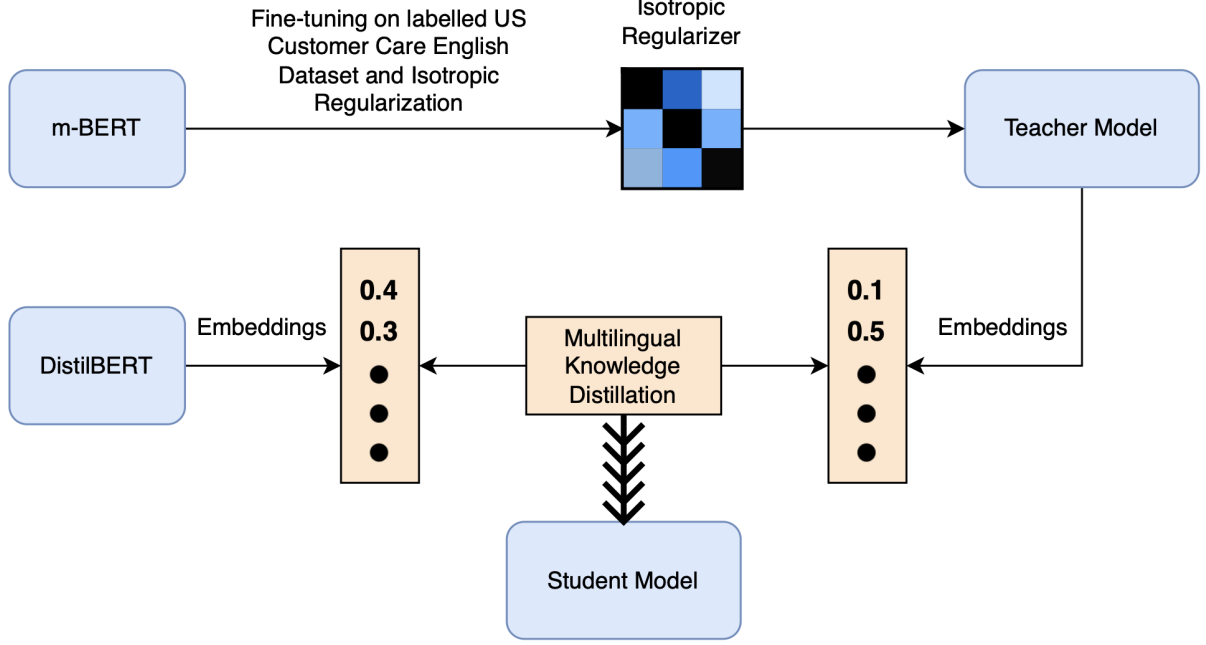 Fine-tuning on labelled US
Customer Care English
Dataset and Isotropic
Regularization
Isotropic
Regularizer
m-BERT
Teacher Model
0.4
0.3
0.1
0.5
Embeddings
Embeddings
DistilBERT
Multilingual
Knowledge
Distillation
Student Model